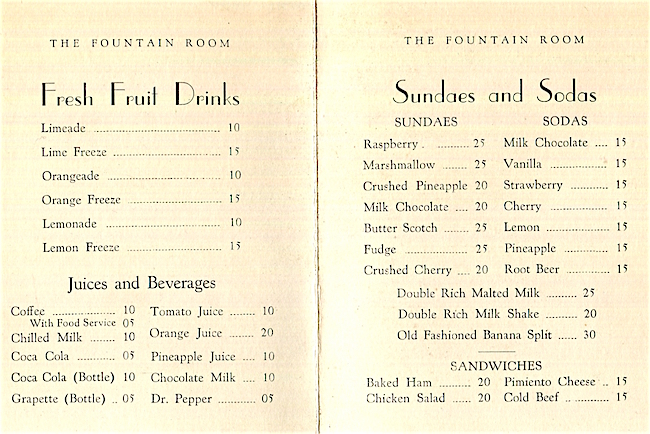 THE FOUNTAIN ROOM
Fresh Fruit Drinks
Limeade ........................................ 10
Lime Freeze .................................. 15
Orangeade .................................... 10
Orange Freeze ............................... 15
Lemonade .................................... 10
Lemon Freeze ............................... 15
Juices and Beverages
Coffee .................... 10
With Food Service 05
Chilled Milk ........ 10
Coca Cola ............ 05
Coca Cola (Bottle) 10
Grapette (Bottle) .. 05
Tomato Juice ........ 10
Orange Juice ........ 20
Pineapple Juice .... 10
Chocolate Milk .... 10
Dr. Pepper ............ 05
THE FOUNTAIN ROOM
Sundaes and Sodas
SUNDAES
Raspberry . .......... 25
Marshmallow ........ 25
Crushed Pineapple 20
Milk Chocolate .... 20
Butter Scotch ........ 25
Fudge .................... 25
Crushed Cherry .... 20
SODAS
Milk Chocolate .... 15
Vanilla .................. 15
Strawberry ............ 15
Cherry .................. 15
Lemon .................. 15
Pineapple .............. 15
Root Beer .............. 15
Double Rich Malted Milk .......... 25
Double Rich Milk Shake .......... 20
Old Fashioned Banana Split ...... 30
SANDWICHES
Baked Ham .......... 20
Chicken Salad ...... 20
Pimiento Cheese .. 15
Cold Beef .. ........... 15